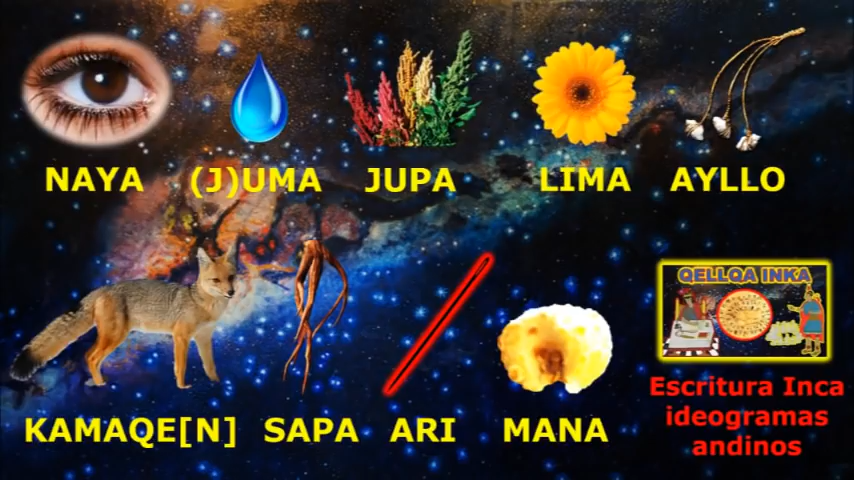 NAYA
(J)UMA
JUPA
LIMA
AYLLO
KAMAQE[N]
SAPA
ARI
MANA
QELLQA INKA
Escritura Inca
ideogramas
andinos